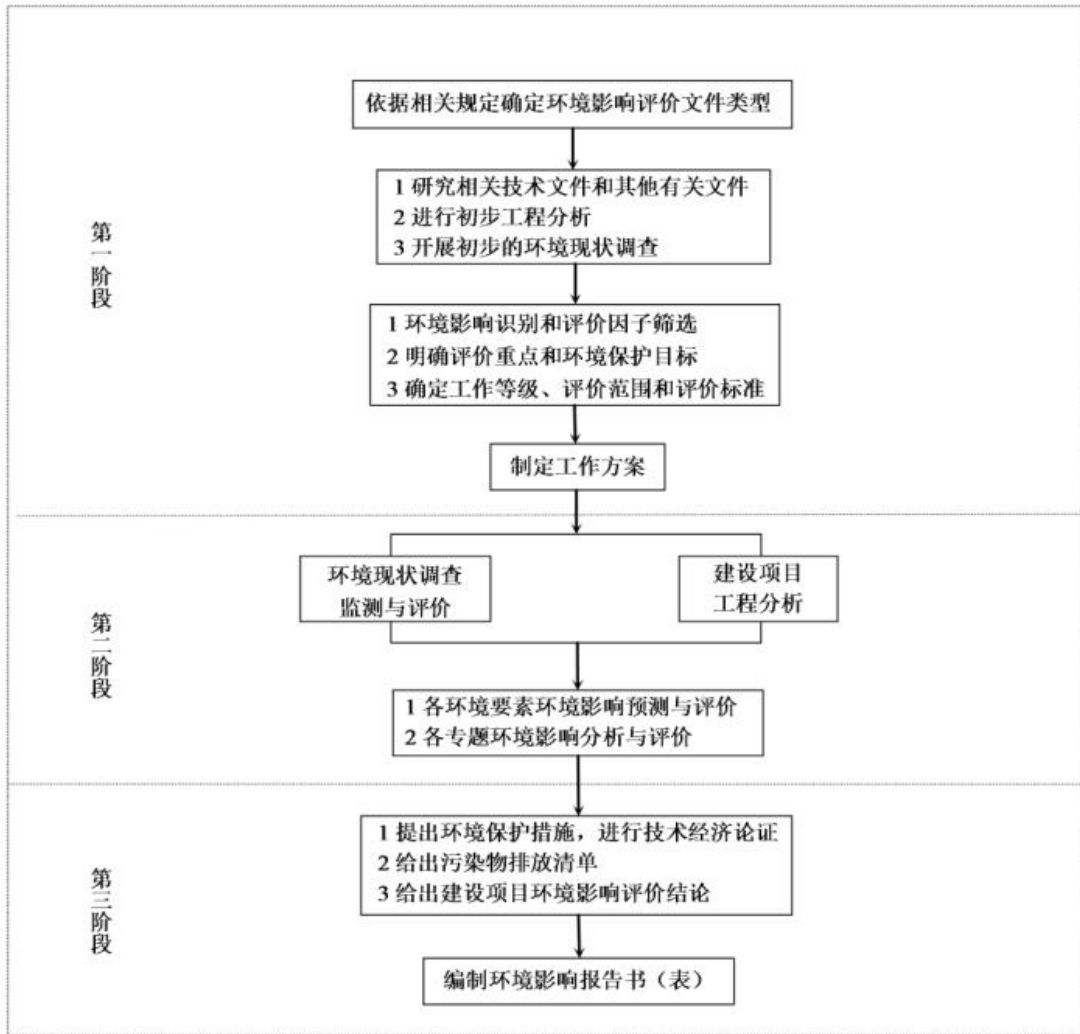 依据相关规定确定环境影响评价文件类型
1 研究相关技术文件和其他有关文件
2 进行初步工程分析
3 开展初步的环境现状调查
第一阶段
1 环境影响识别和评价因子筛选
2 明确评价重点和环境保护目标
3 确定工作等级、评价范围和评价标准
制定工作方案
环境现状调查
监测与评价
建设项目
工程分析
第二阶段
1 各环境要素环境影响预测与评价
2 各专题环境影响分析与评价
1 提出环境保护措施，进行技术经济论证
2 给出污染物排放清单
3 给出建设项目环境影响评价结论
第三阶段
编制环境影响报告书（表）